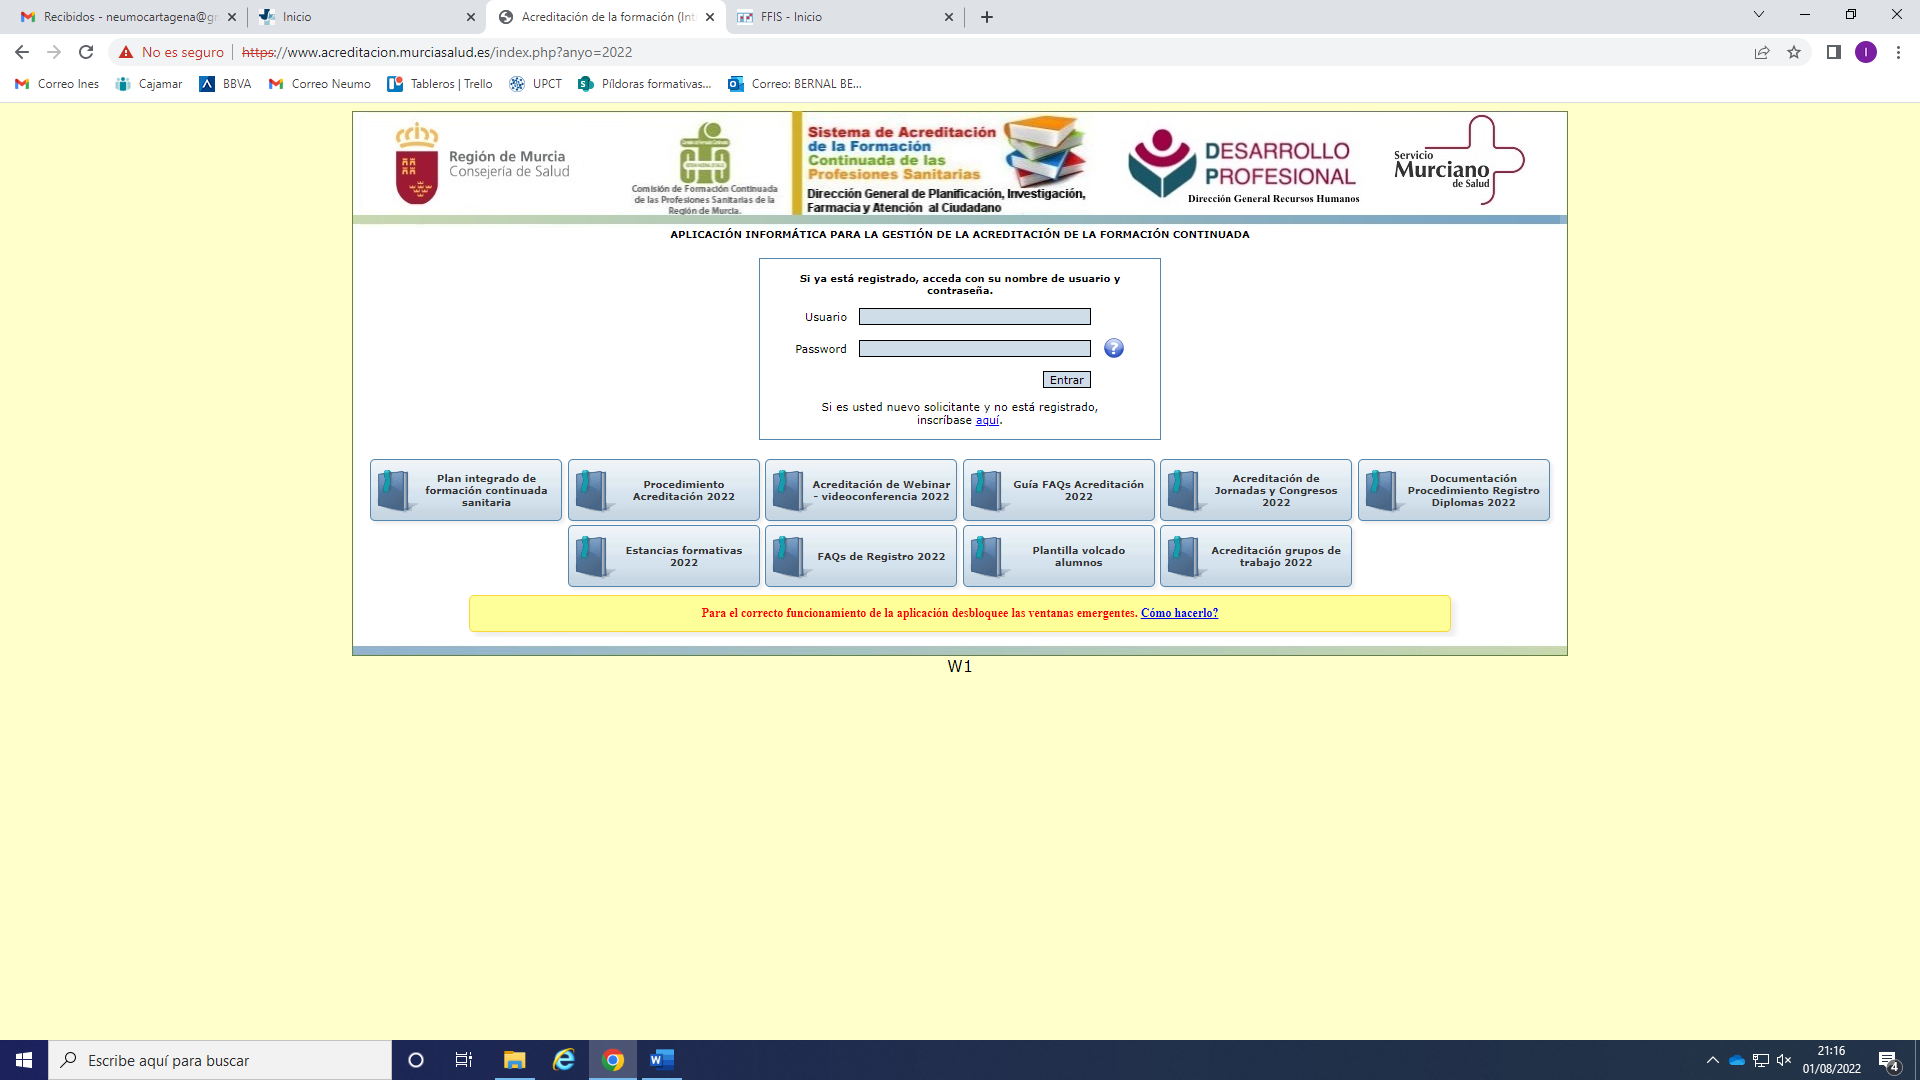 Recibidos - neumocartagena@gr
Inicio
Acreditación de la formación (Int
FFIS - Inicio
No es seguro
https://www.acreditacion.murciasalud.es/index.php?anyo=2022
I
Correo Ines
Cajamar
BBVA
Correo Neumo
Tableros | Trello
UPCT
Píldoras formativas...
Correo: BERNAL BE...
Región de Murcia
Consejería de Salud
Comisión de Formación Continuada
de las Profesiones Sanitarias de la
Región de Murcia.
Sistema de Acreditación
de la Formación
Continuada de las
Profesiones Sanitarias
Dirección General de Planificación, Investigación,
Farmacia y Atención al Ciudadano
DESARROLLO
PROFESIONAL
Dirección General Recursos Humanos
Servicio
Murciano
de Salud
APLICACIÓN INFORMÁTICA PARA LA GESTIÓN DE LA ACREDITACIÓN DE LA FORMACIÓN CONTINUADA
Si ya está registrado, acceda con su nombre de usuario y
contraseña.
Usuario
Password
?
Entrar
Si es usted nuevo solicitante y no está registrado,
inscríbase aquí.
Plan integrado de
formación continuada
sanitaria
Procedimiento
Acreditación 2022
Acreditación de Webinar
- videoconferencia 2022
Guía FAQs Acreditación
2022
Acreditación de
Jornadas y Congresos
2022
Documentación
Procedimiento Registro
Diplomas 2022
Estancias formativas
2022
FAQs de Registro 2022
Plantilla volcado
alumnos
Acreditación grupos de
trabajo 2022
Para el correcto funcionamiento de la aplicación desbloquee las ventanas emergentes. Cómo hacerlo?
W1
Escribe aquí para buscar
21:16
01/08/2022
4